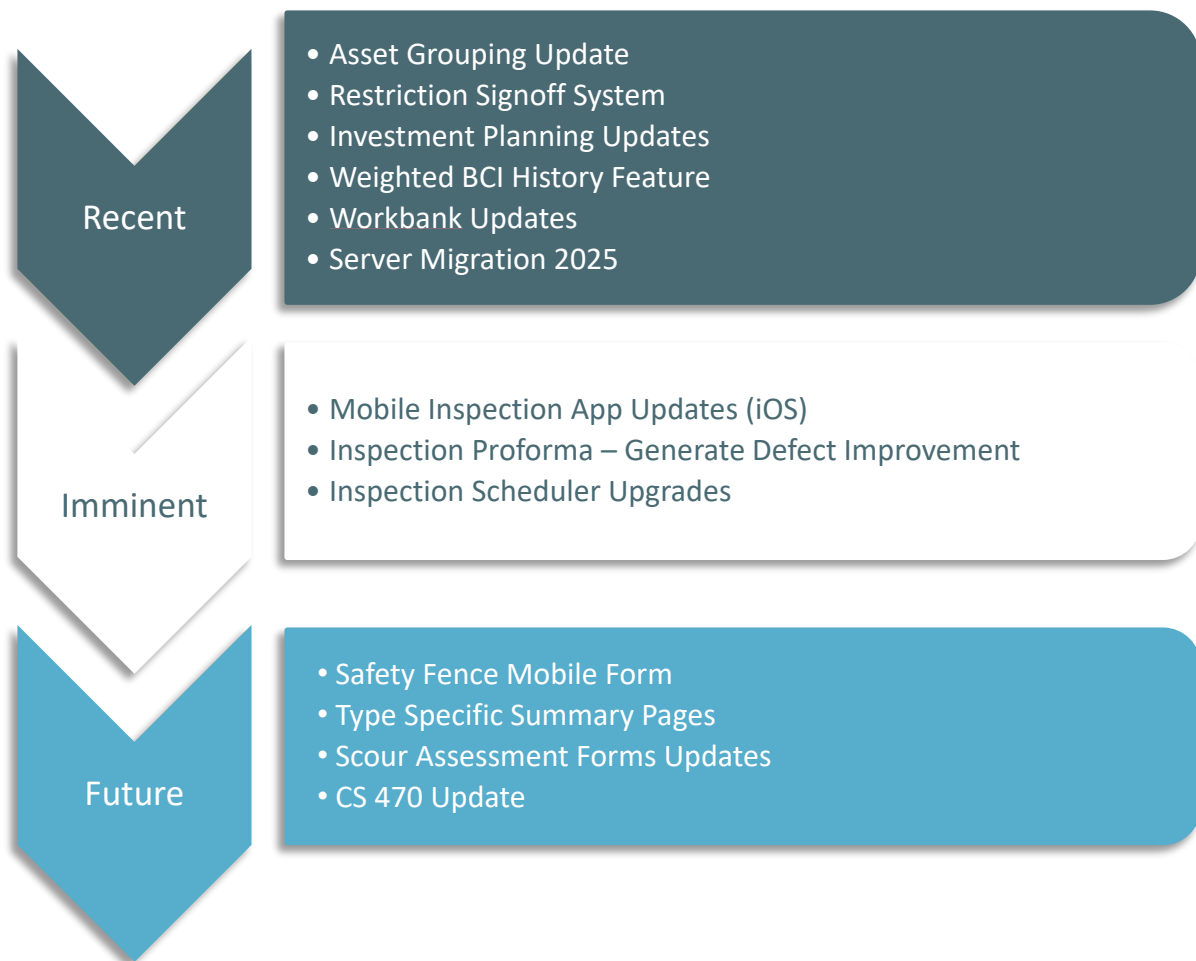 Recent
• Asset Grouping Update
• Restriction Signoff System
• Investment Planning Updates
• Weighted BCI History Feature
• Workbank Updates
• Server Migration 2025
Imminent
• Mobile Inspection App Updates (iOS)
• Inspection Proforma – Generate Defect Improvement
• Inspection Scheduler Upgrades
Future
• Safety Fence Mobile Form
• Type Specific Summary Pages
• Scour Assessment Forms Updates
• CS 470 Update